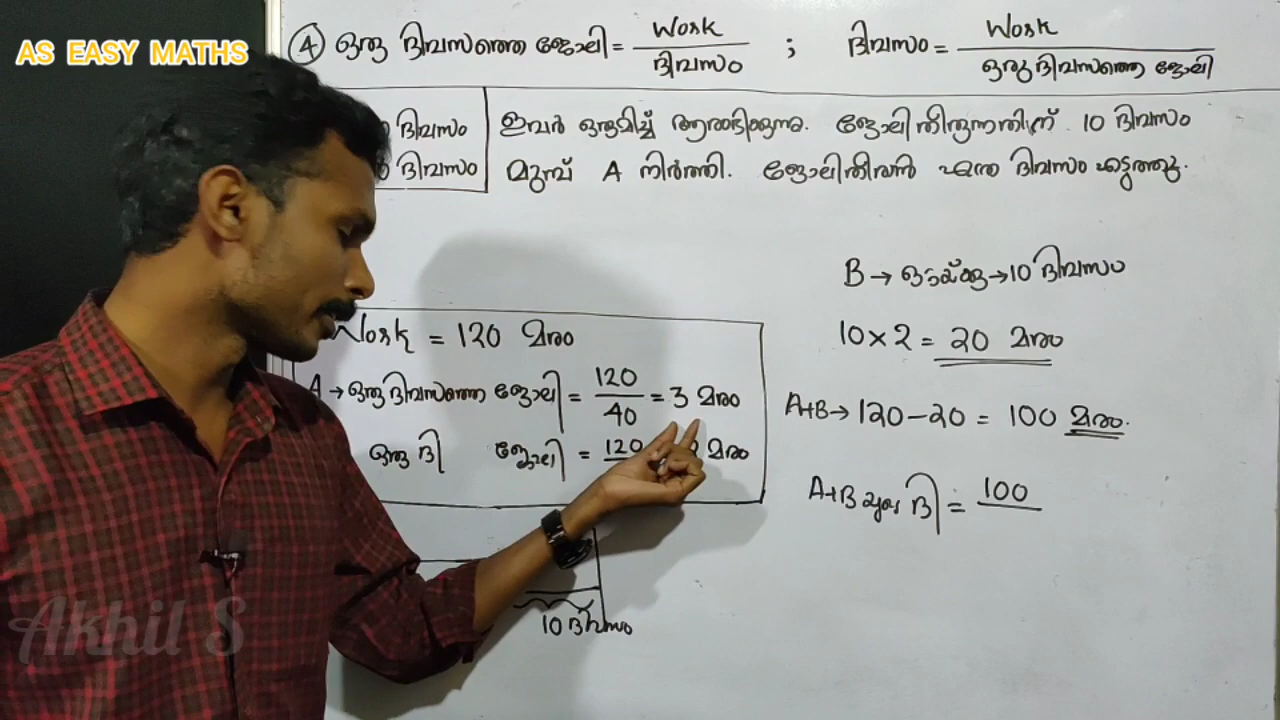 AS EASY MATHS
④ ഒരു ദിവസത്തെ ജോലി = Work / ദിവസം ; ദിവസം = Work / ഒരു ദിവസത്തെ ജോലി
ദിവസം
ദിവസം
ഇവർ ഒരുമിച്ച് ആരംഭിക്കുന്നു. ജോലി തീരുന്നതിന് 10 ദിവസം
മുമ്പ് A നിർത്തി. ജോലിതീരാൻ എത്ര ദിവസം എടുത്തു.
B → ഒറ്റയ്ക്ക് → 10 ദിവസം
Work = 120 മരം
10 × 2 = 20 മരം
A → ഒരു ദിവസത്തെ ജോലി = 120 / 40 = 3 മരം
A+B → 120 - 20 = 100 മരം.
ഒരു ദി ജോലി = 120 മരം
A+B യുടെ ദി = 100
10 ദിവസം
Akhil S